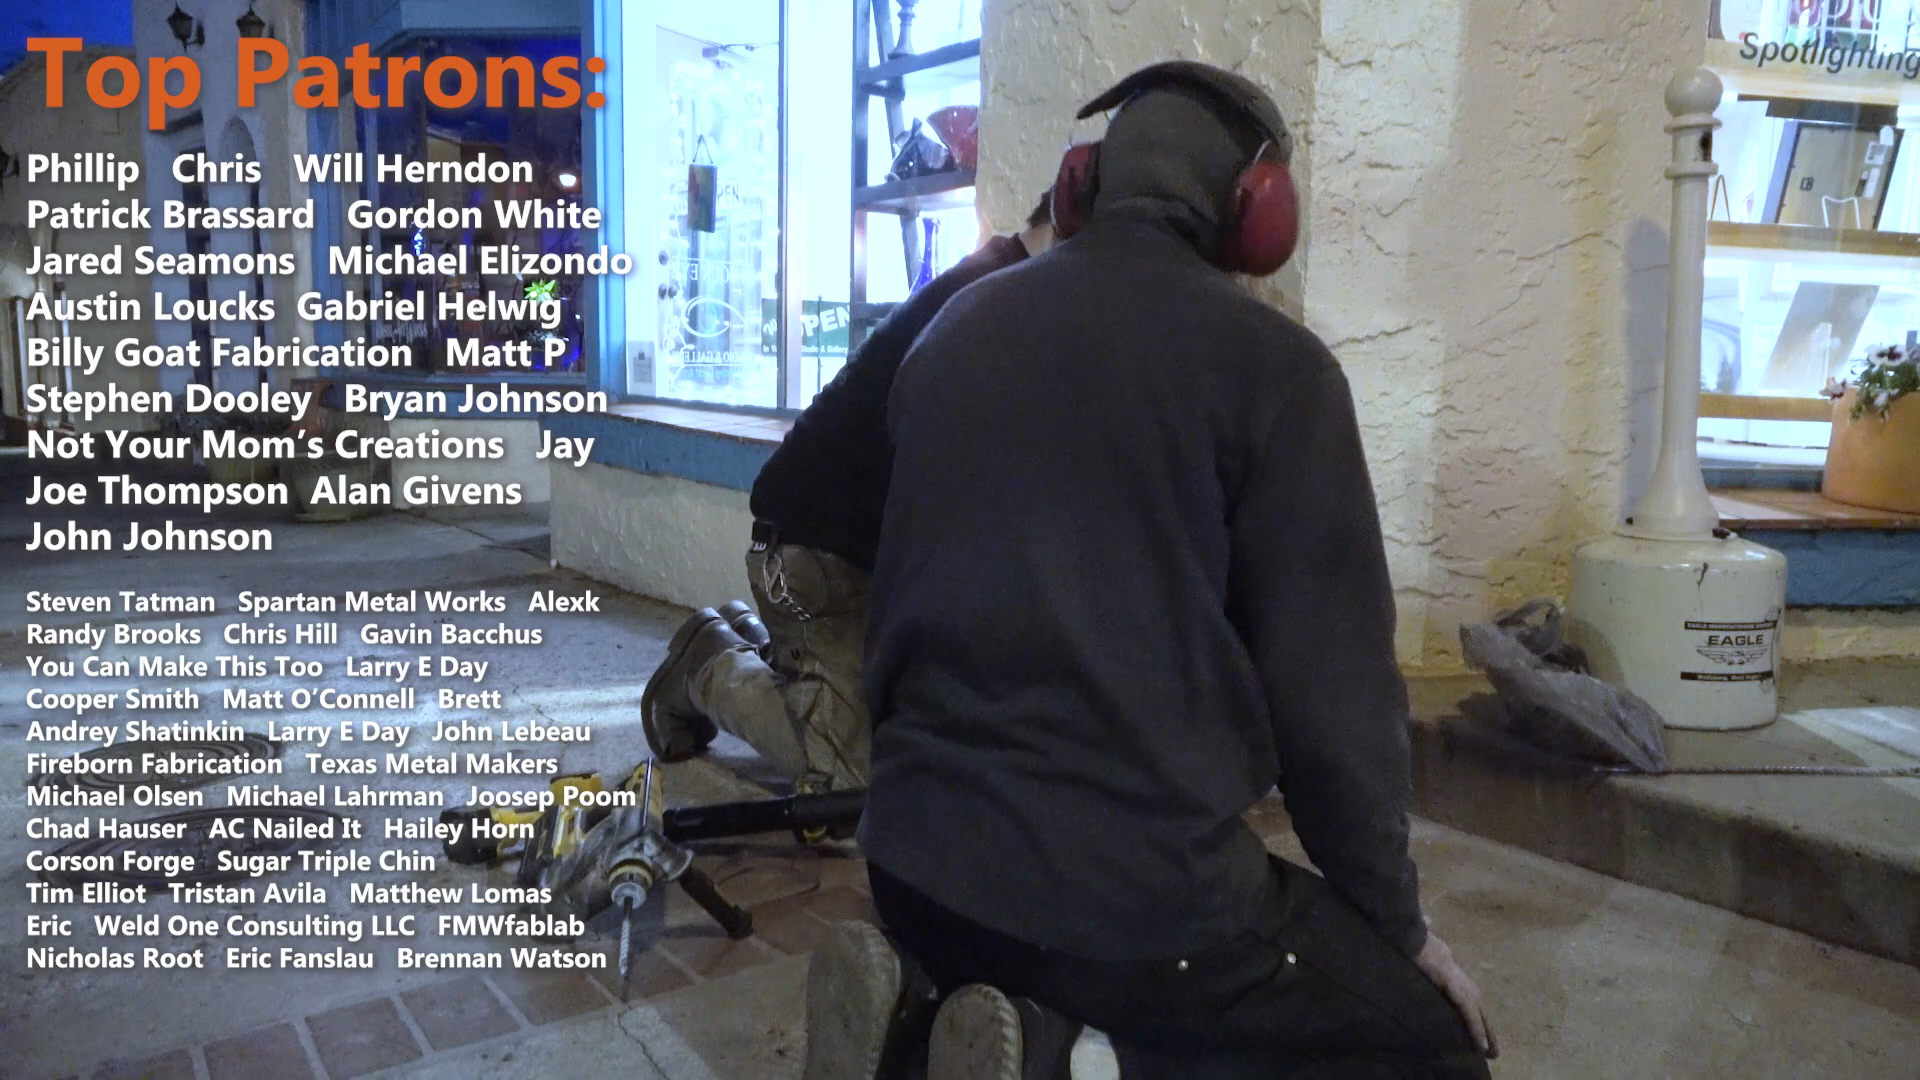 Top Patrons:
Phillip Chris Will Herndon
Patrick Brassard Gordon White
Jared Seamons Michael Elizondo
Austin Loucks Gabriel Helwig
Billy Goat Fabrication Matt P
Stephen Dooley Bryan Johnson
Not Your Mom’s Creations Jay
Joe Thompson Alan Givens
John Johnson
Steven Tatman Spartan Metal Works Alexk
Randy Brooks Chris Hill Gavin Bacchus
You Can Make This Too Larry E Day
Cooper Smith Matt O’Connell Brett
Andrey Shatinkin Larry E Day John Lebeau
Fireborn Fabrication Texas Metal Makers
Michael Olsen Michael Lahrman Joosep Poom
Chad Hauser AC Nailed It Hailey Horn
Corson Forge Sugar Triple Chin
Tim Elliot Tristan Avila Matthew Lomas
Eric Weld One Consulting LLC FMWfablab
Nicholas Root Eric Fanslau Brennan Watson
Spotlighting
OPEN
EAGLE